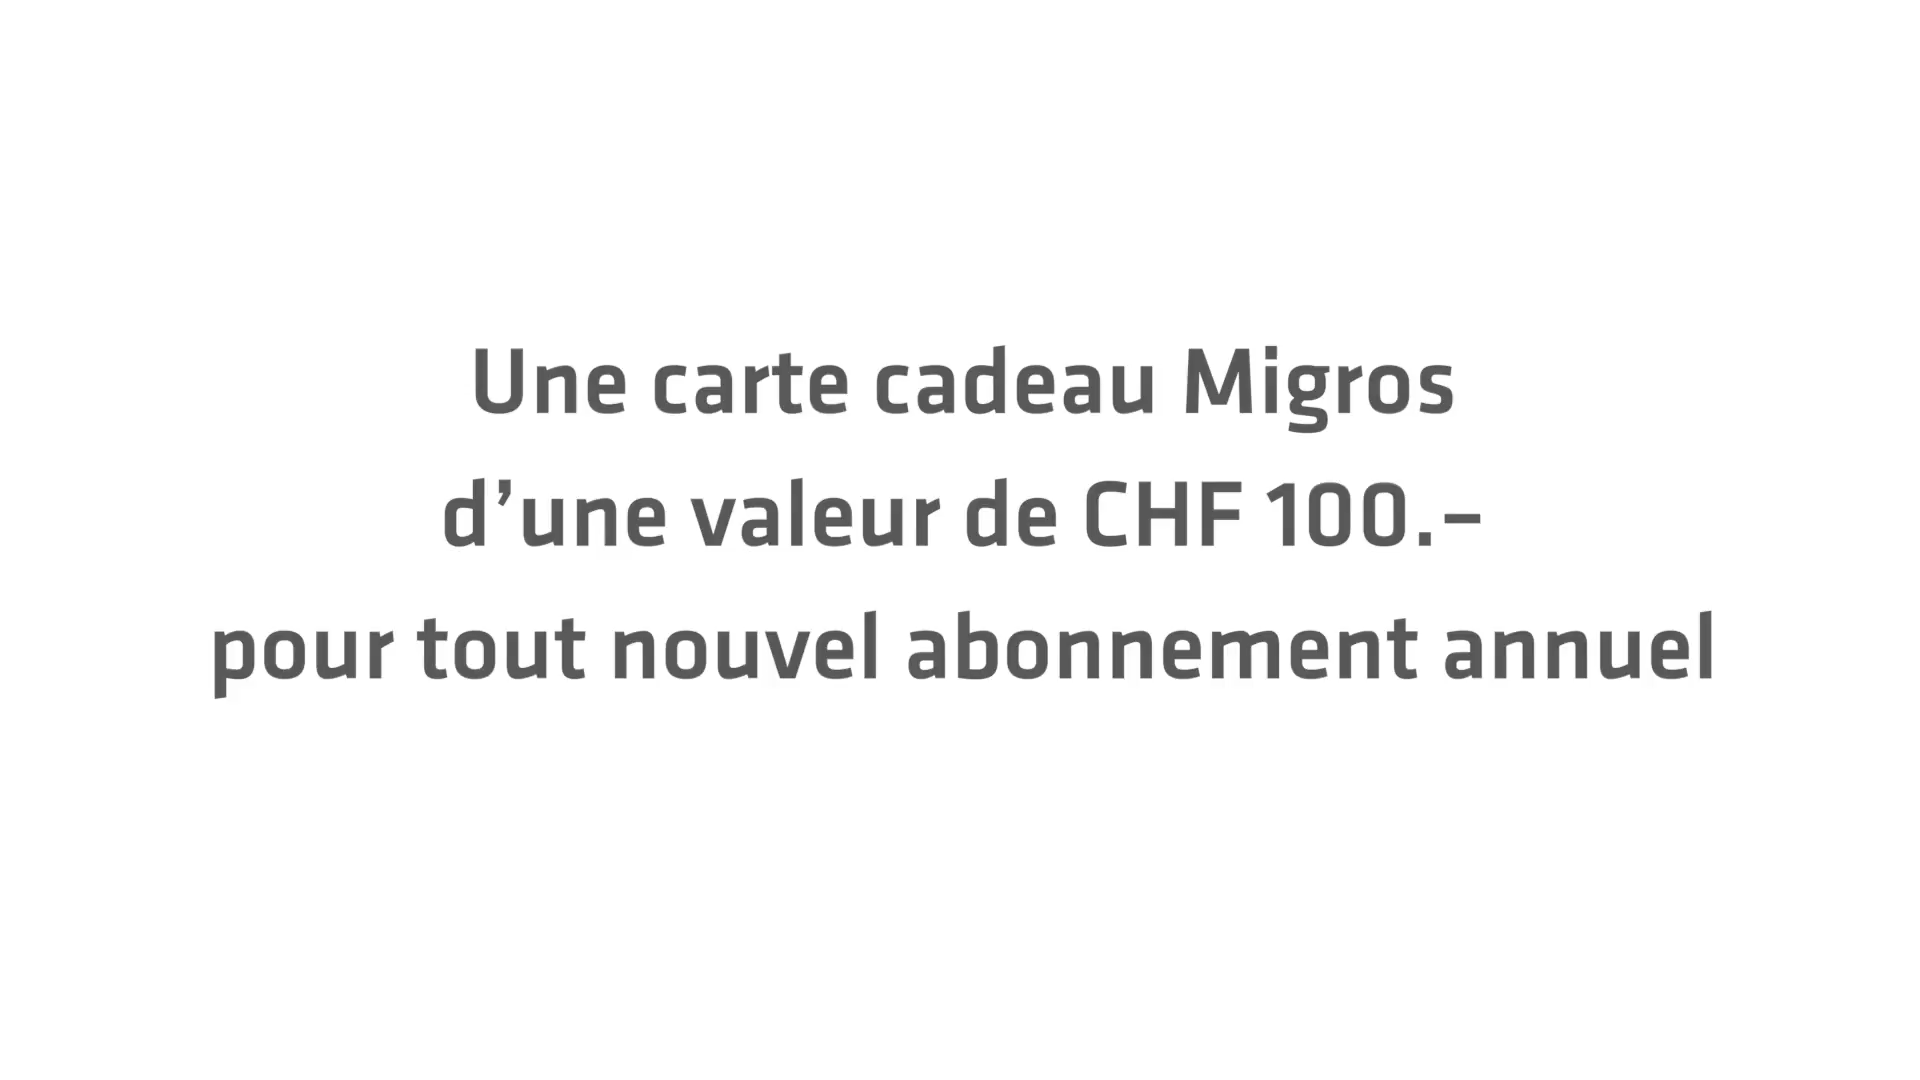 Une carte cadeau Migros
d’une valeur de CHF 100.–
pour tout nouvel abonnement annuel